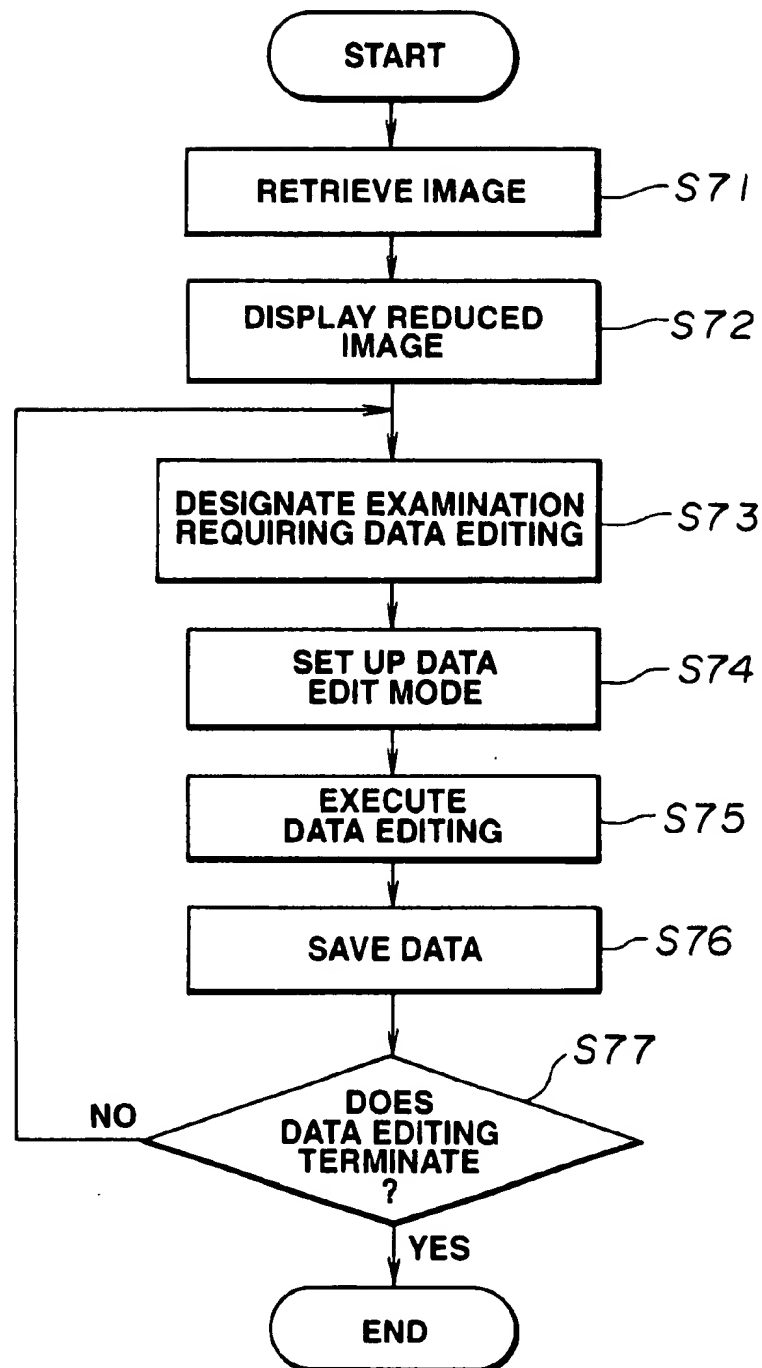 START
RETRIEVE IMAGE
S71
DISPLAY REDUCED
IMAGE
S72
DESIGNATE EXAMINATION
REQUIRING DATA EDITING
S73
SET UP DATA
EDIT MODE
S74
EXECUTE
DATA EDITING
S75
SAVE DATA
S76
S77
DOES
DATA EDITING
TERMINATE
?
NO
YES
END